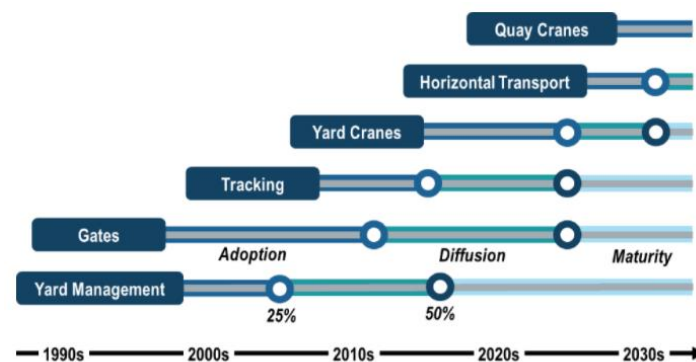 Quay Cranes
Horizontal Transport
Yard Cranes
Tracking
Gates
Adoption
Diffusion
Maturity
Yard Management
25%
50%
1990s
2000s
2010s
2020s
2030s